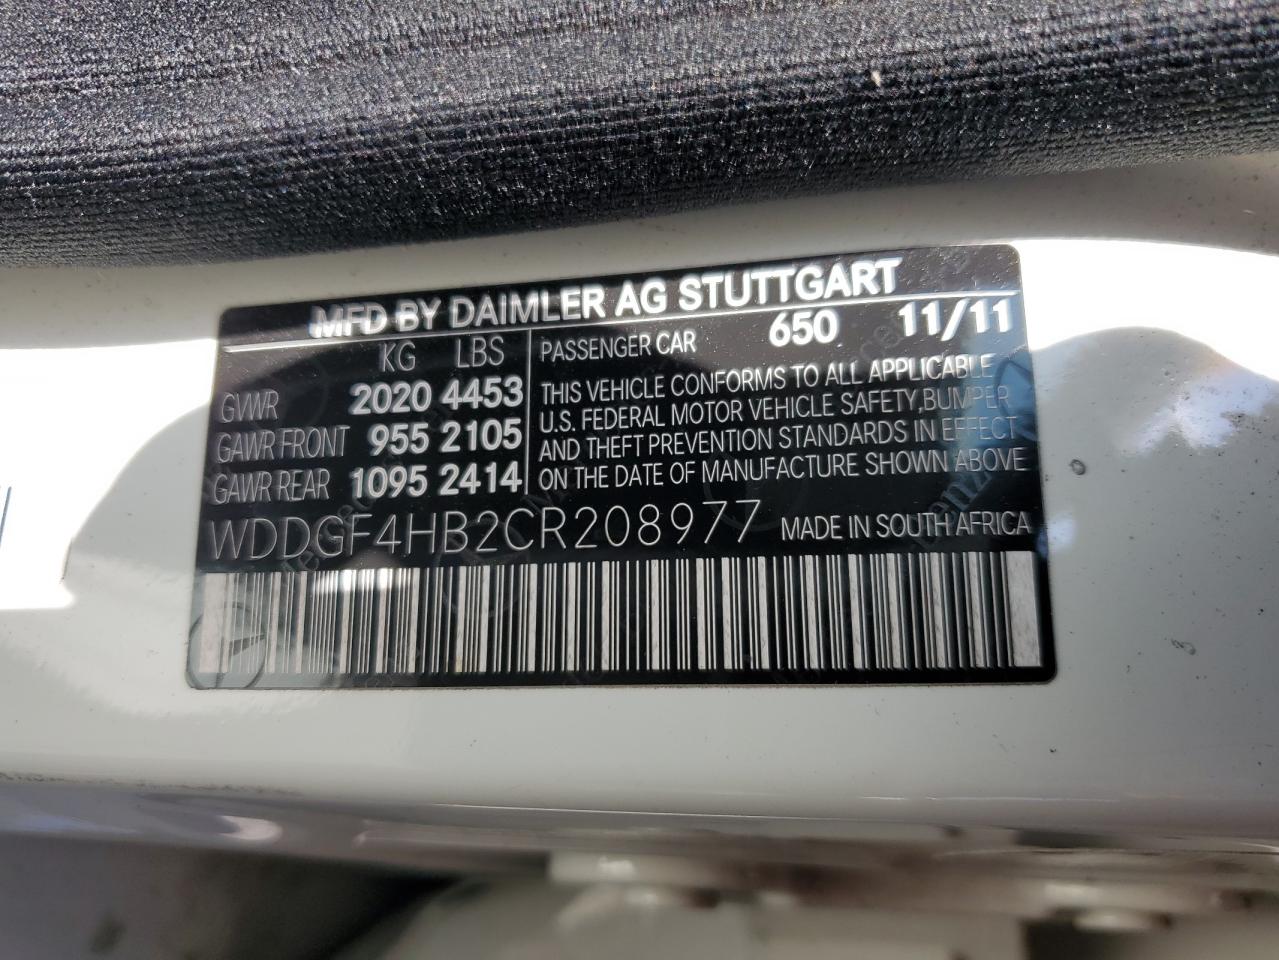 MFD BY DAIMLER AG STUTTGART
KG LBS PASSENGER CAR 650 11/11
GVWR 2020 4453
GAWR FRONT 955 2105
GAWR REAR 1095 2414
THIS VEHICLE CONFORMS TO ALL APPLICABLE
U.S. FEDERAL MOTOR VEHICLE SAFETY, BUMPER
AND THEFT PREVENTION STANDARDS IN EFFECT
ON THE DATE OF MANUFACTURE SHOWN ABOVE
WDDGF4HB2CR208977 MADE IN SOUTH AFRICA